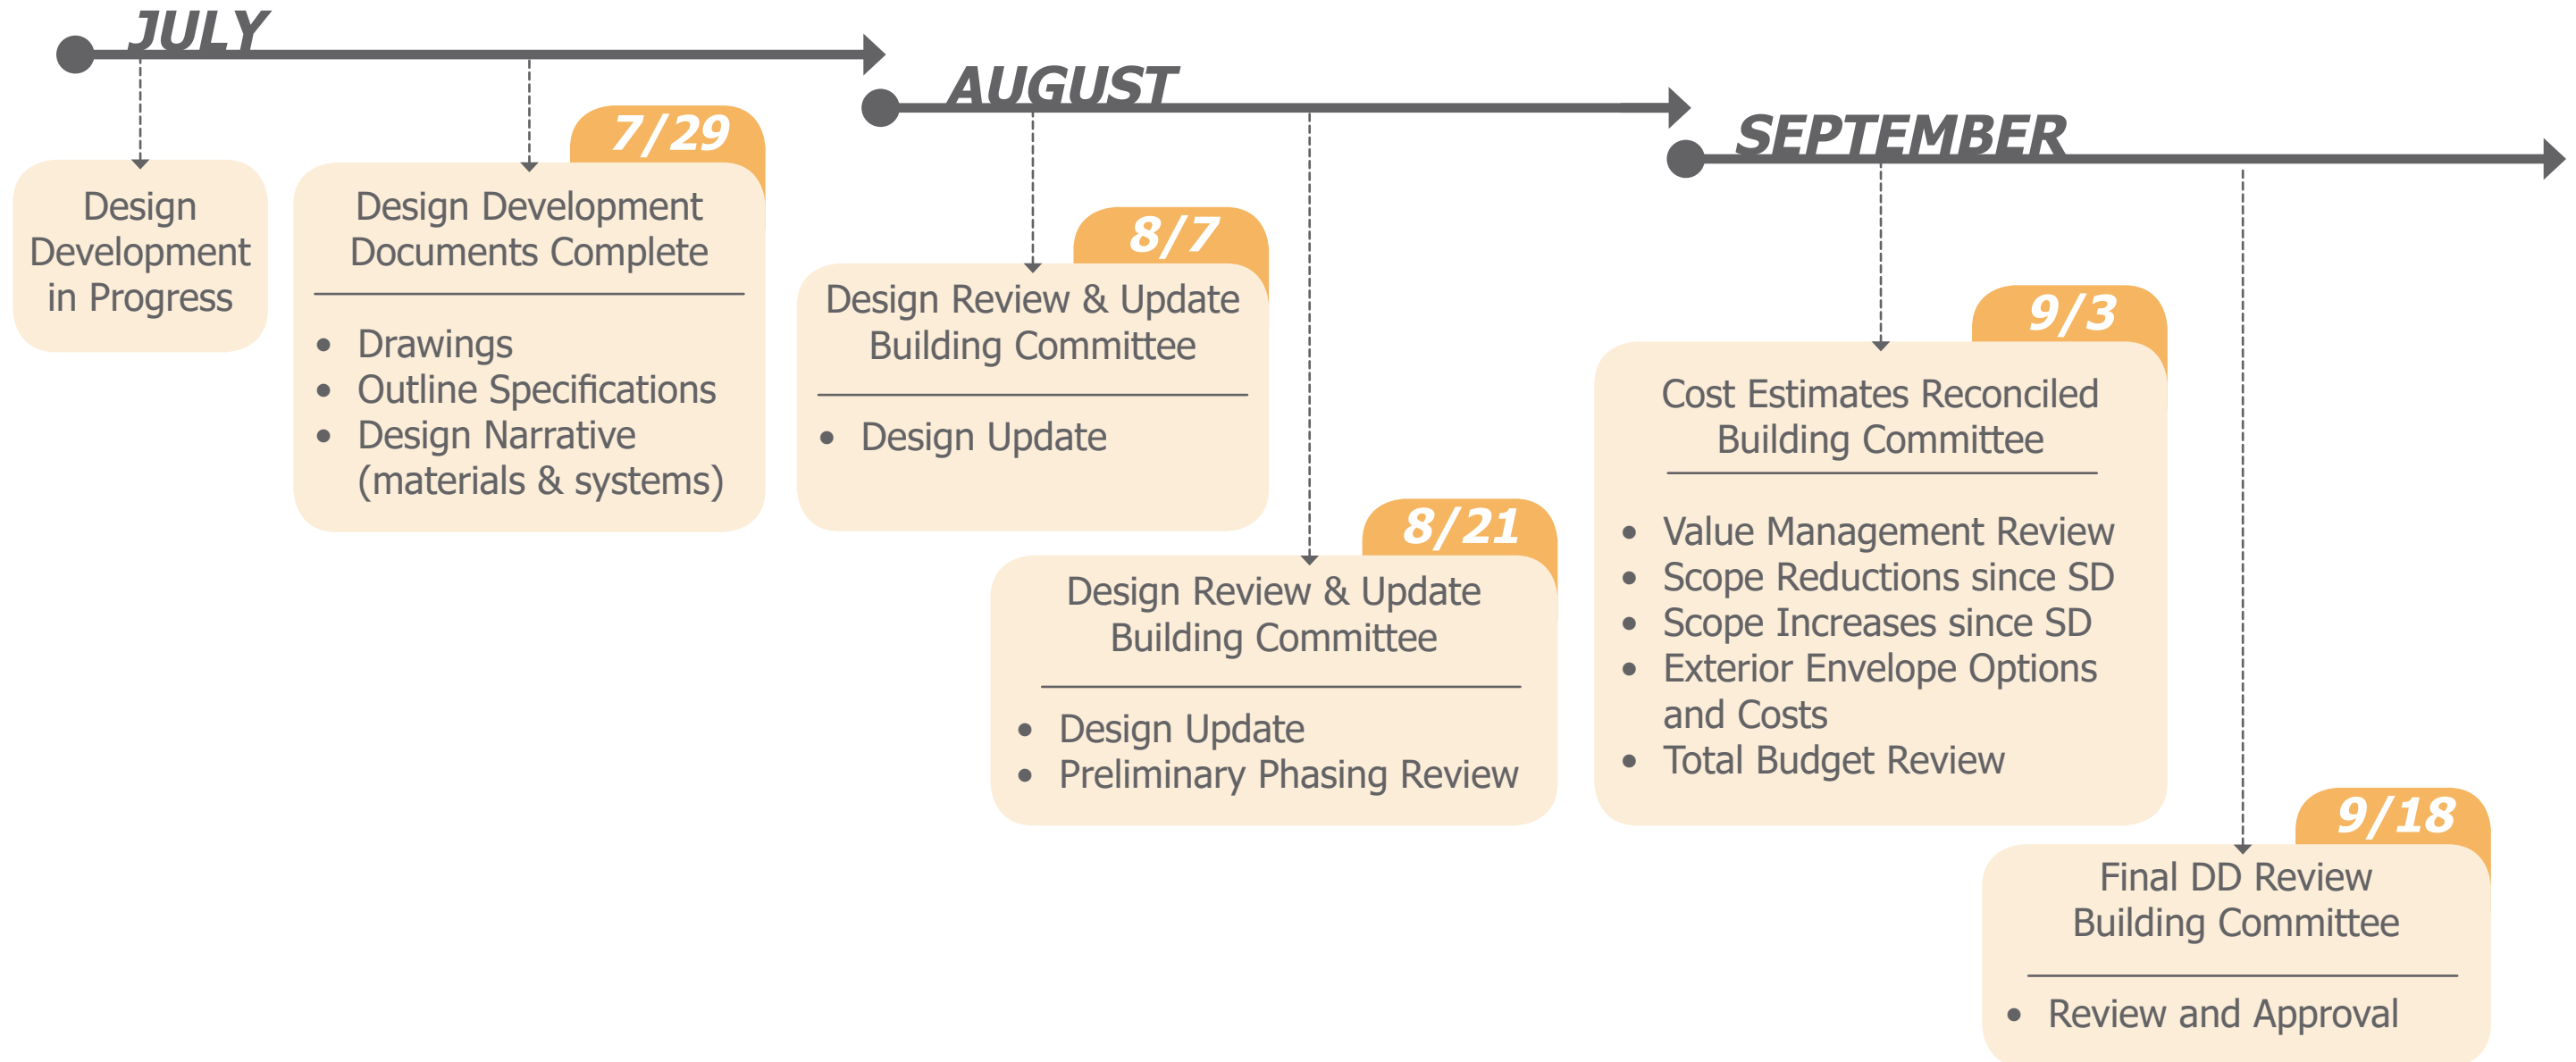 JULY
Design
Development
in Progress
7/29
Design Development
Documents Complete
• Drawings
• Outline Specifications
• Design Narrative
(materials & systems)
AUGUST
8/7
Design Review & Update
Building Committee
• Design Update
8/21
Design Review & Update
Building Committee
• Design Update
• Preliminary Phasing Review
SEPTEMBER
9/3
Cost Estimates Reconciled
Building Committee
• Value Management Review
• Scope Reductions since SD
• Scope Increases since SD
• Exterior Envelope Options
and Costs
• Total Budget Review
9/18
Final DD Review
Building Committee
• Review and Approval